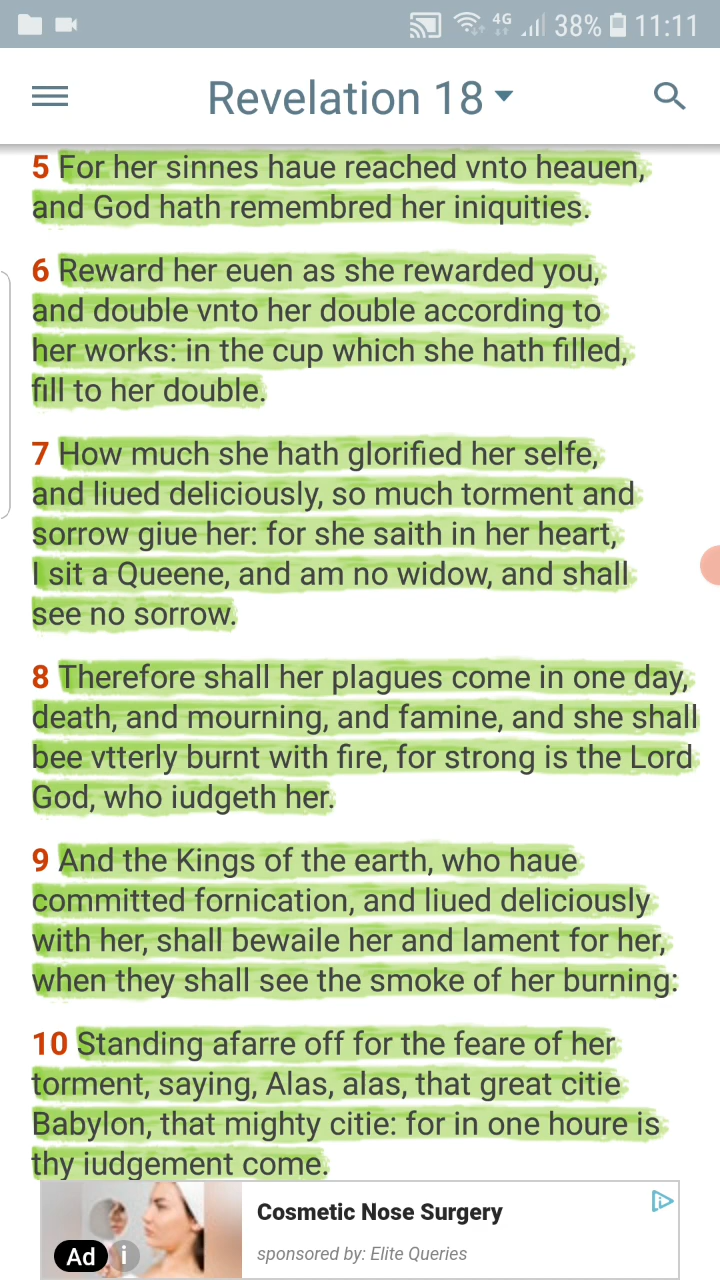 4G 38% 11:11
Revelation 18
5 For her sinnes haue reached vnto heauen,
and God hath remembred her iniquities.
6 Reward her euen as she rewarded you,
and double vnto her double according to
her works: in the cup which she hath filled,
fill to her double.
7 How much she hath glorified her selfe,
and liued deliciously, so much torment and
sorrow giue her: for she saith in her heart,
I sit a Queene, and am no widow, and shall
see no sorrow.
8 Therefore shall her plagues come in one day,
death, and mourning, and famine, and she shall
bee vtterly burnt with fire, for strong is the Lord
God, who iudgeth her.
9 And the Kings of the earth, who haue
committed fornication, and liued deliciously
with her, shall bewaile her and lament for her,
when they shall see the smoke of her burning:
10 Standing afarre off for the feare of her
torment, saying, Alas, alas, that great citie
Babylon, that mighty citie: for in one houre is
thy iudgement come.
Cosmetic Nose Surgery
sponsored by: Elite Queries
Ad i